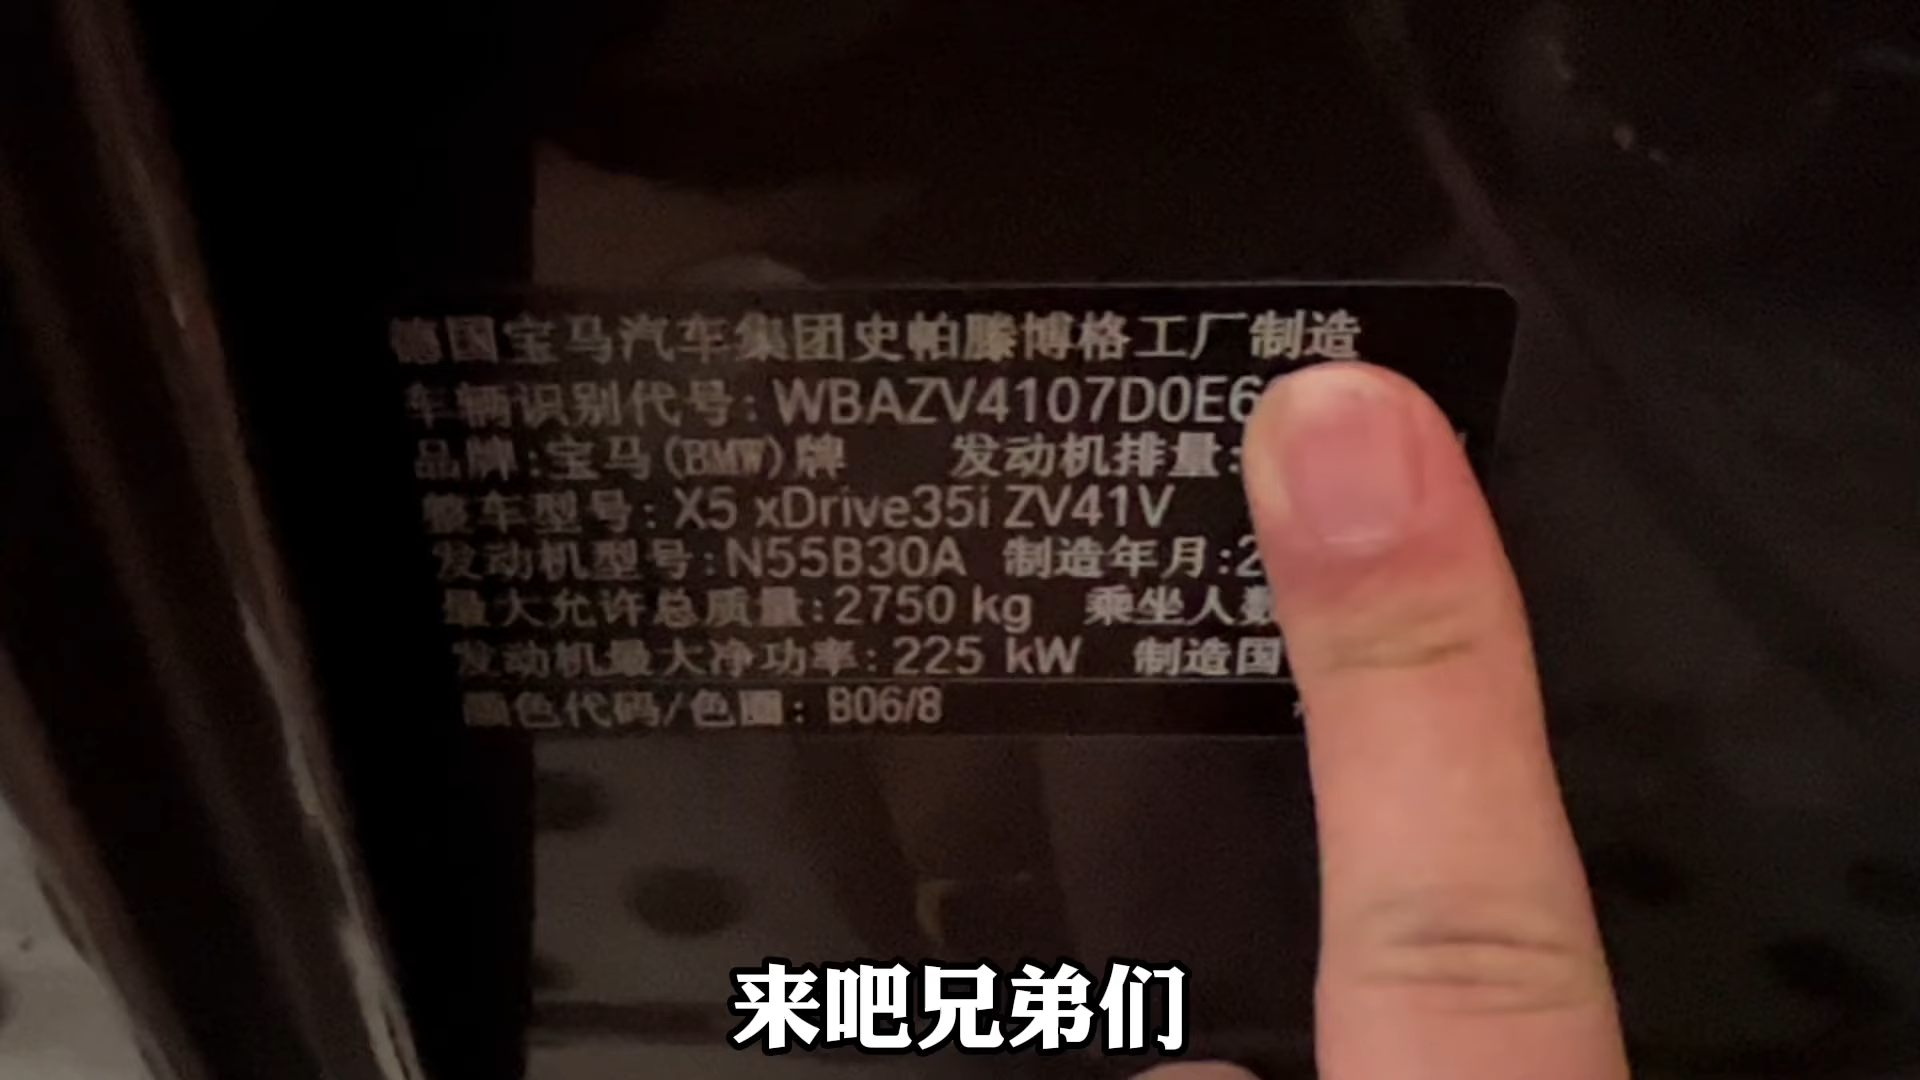 德国宝马汽车集团史帕滕博格工厂制造
车辆识别代号: WBAZV4107D0E6
品牌:宝马(BMW)牌 发动机排量:
整车型号: X5 xDrive35i ZV41V
发动机型号:N55B30A 制造年月:2
最大允许总质量:2750 kg 乘坐人数
发动机最大净功率: 225 kW 制造国
颜色代码/色圖: B06/8
来吧兄弟们